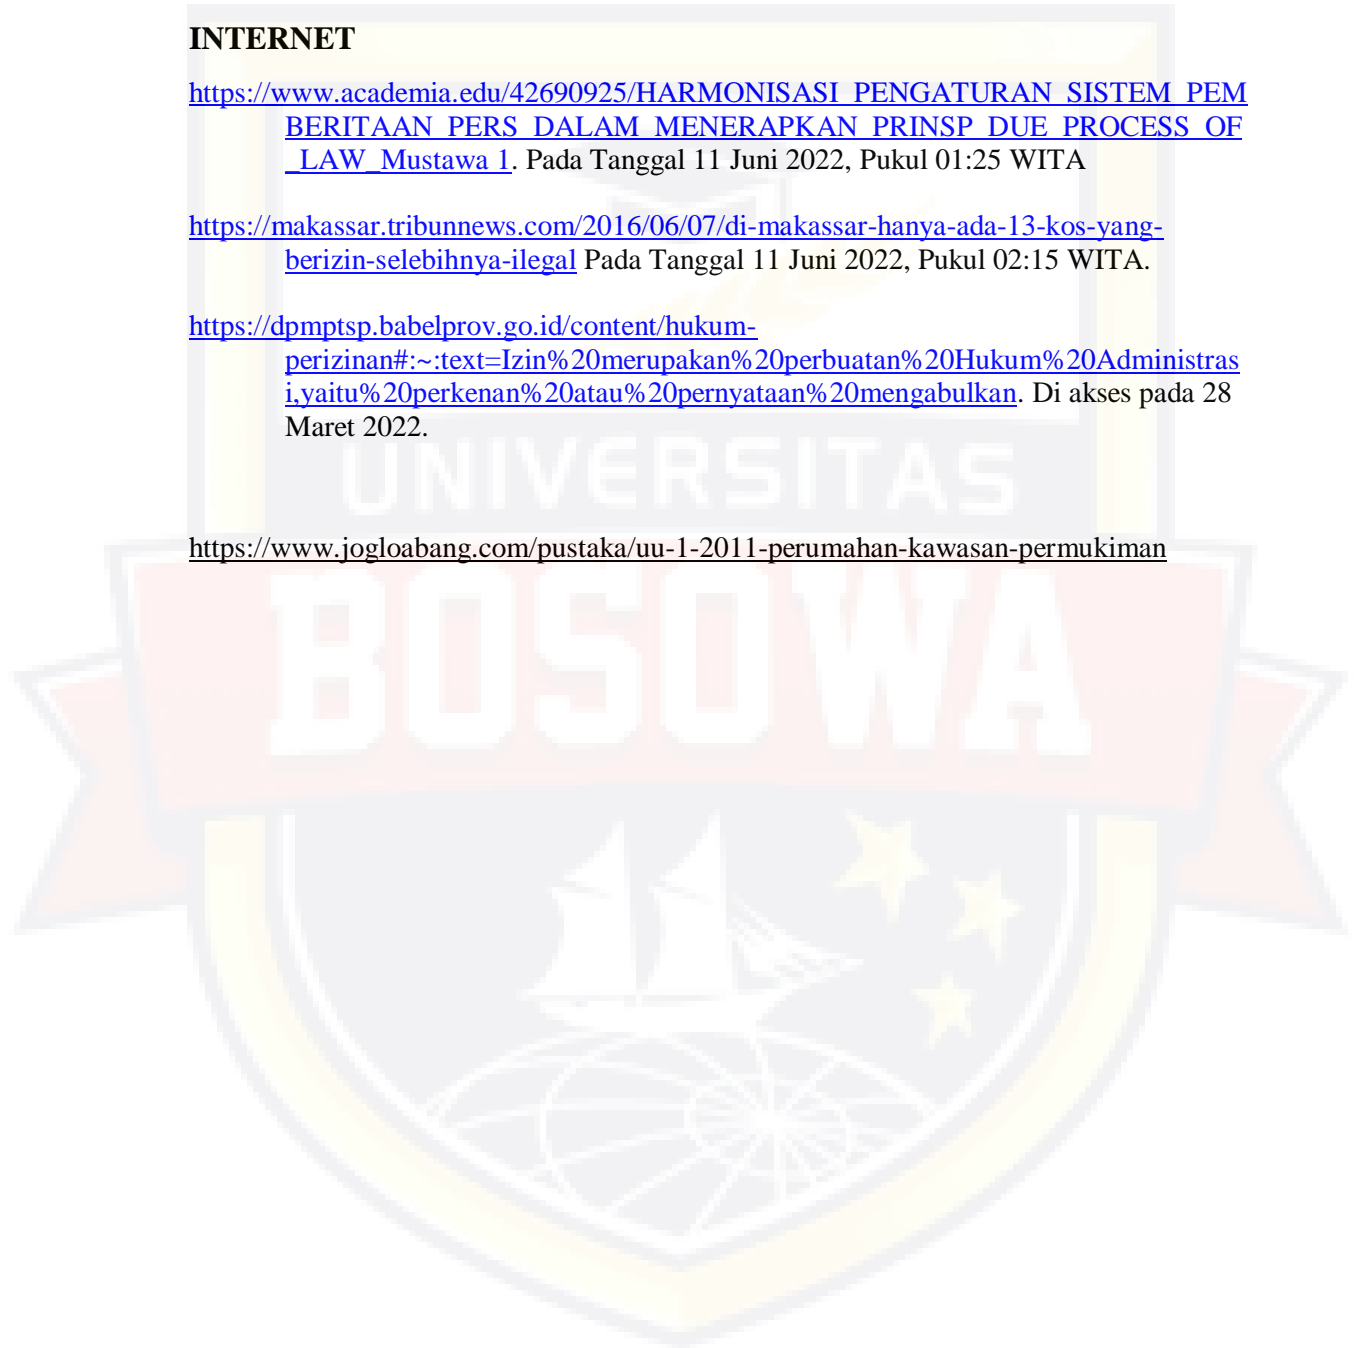 INTERNET
https://www.academia.edu/42690925/HARMONISASI_PENGATURAN_SISTEM_PEM
BERITAAN_PERS_DALAM_MENERAPKAN_PRINSP_DUE_PROCESS_OF
_LAW_Mustawa 1. Pada Tanggal 11 Juni 2022, Pukul 01:25 WITA
https://makassar.tribunnews.com/2016/06/07/di-makassar-hanya-ada-13-kos-yang-
berizin-selebihnya-ilegal Pada Tanggal 11 Juni 2022, Pukul 02:15 WITA.
https://dpmptsp.babelprov.go.id/content/hukum-
perizinan#:~:text=Izin%20merupakan%20perbuatan%20Hukum%20Administras
i,yaitu%20perkenan%20atau%20pernyataan%20mengabulkan. Di akses pada 28
Maret 2022.
UNIVERSITAS
https://www.jogloabang.com/pustaka/uu-1-2011-perumahan-kawasan-permukiman
BOSOWA